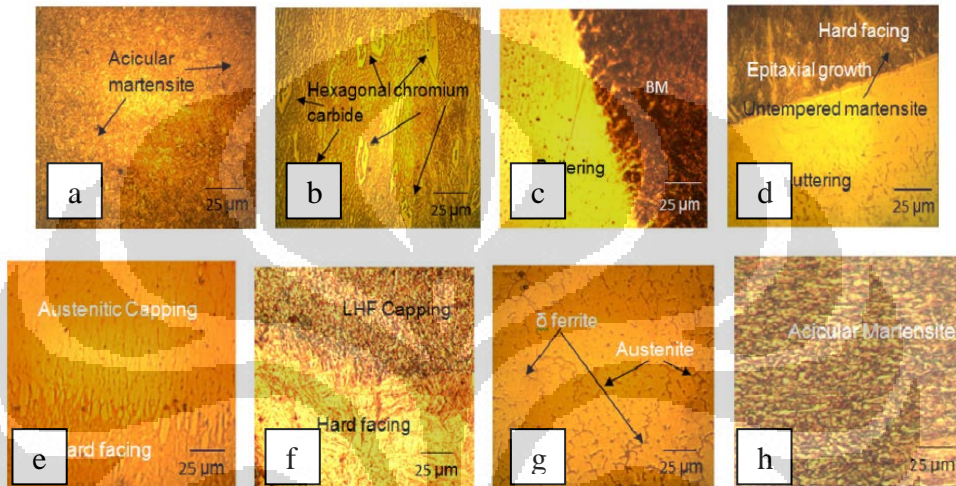 Acicular
martensite
a
25 µm
Hexagonal chromium
carbide
b
25 µm
BM
c
25 µm
Hard facing
Epitaxial growth
Untempered martensite
d
25 µm
Austenitic Capping
e
25 µm
LHF Capping
Hard facing
f
25 µm
δ ferrite
Austenite
g
25 µm
Acicular Martensite
h
25 µm